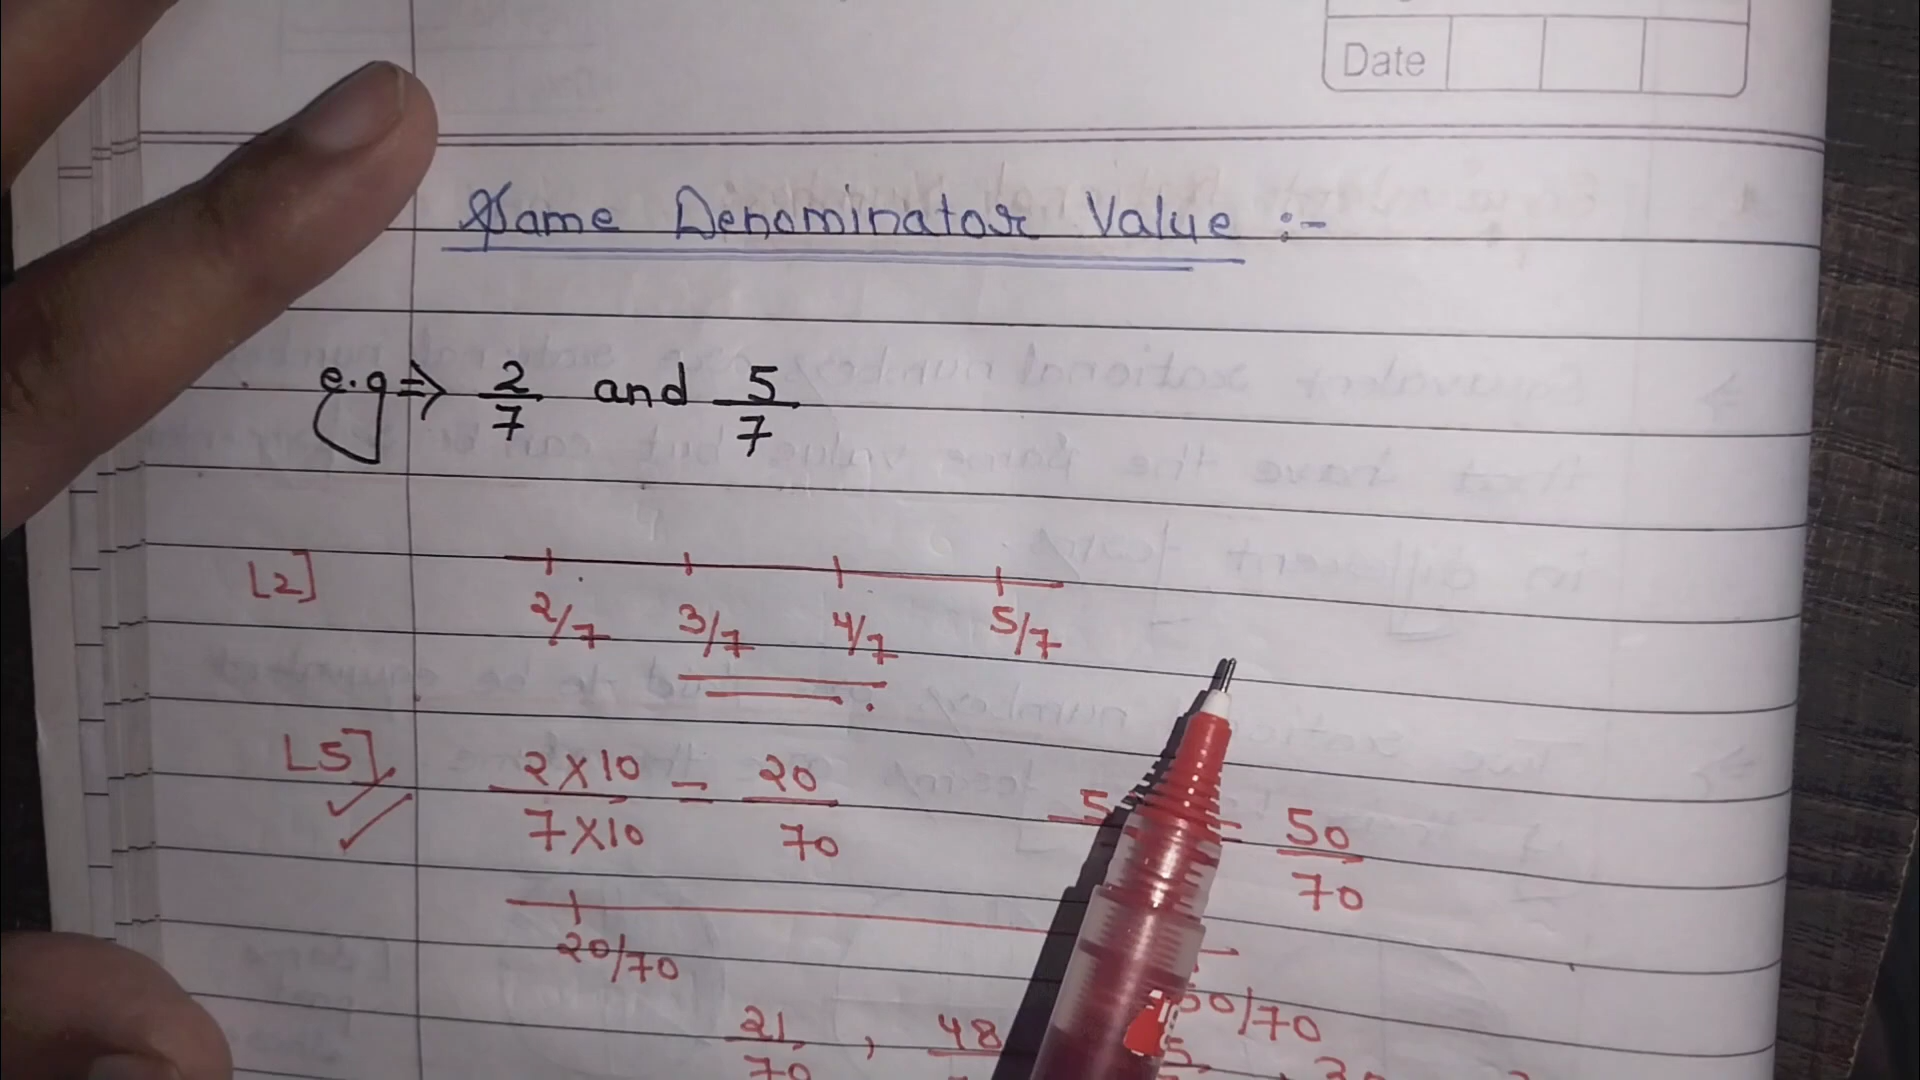 Date
Same Denominator Value :-
e.g ⇒ 2/7 and 5/7
[2]
2/7 3/7 4/7 5/7
[5] 2×10/7×10 = 20/70 5 = 50/70
20/70 50/70
21/70 , 48